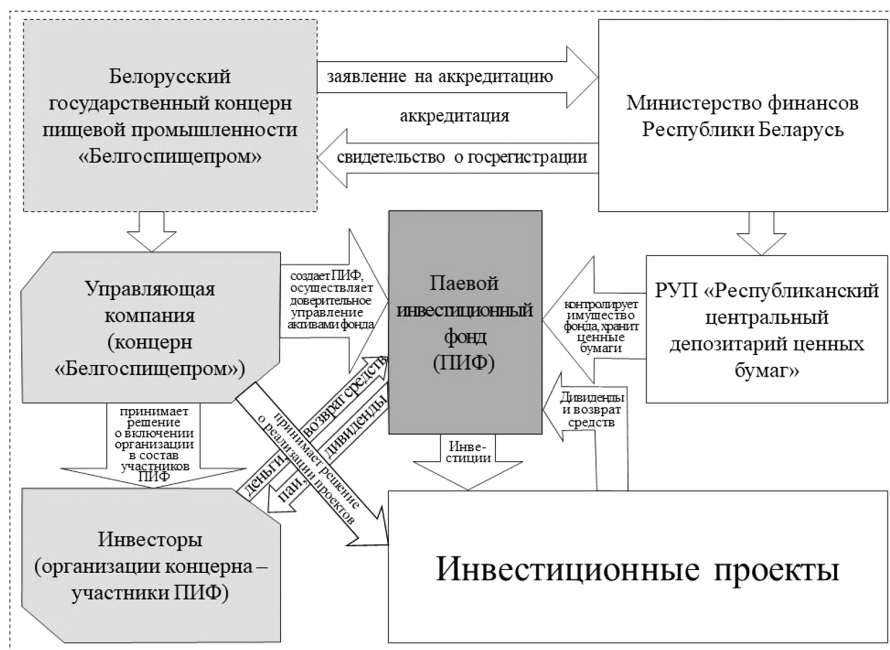 Белорусский
государственный концерн
пищевой промышленности
«Белгоспищепром»
заявление на аккредитацию
аккредитация
свидетельство о госрегистрации
Министерство финансов
Республики Беларусь
Управляющая
компания
(концерн
«Белгоспищепром»)
создает ПИФ,
осуществляет
доверительное
управление
активами фонда
Паевой
инвестиционный
фонд
(ПИФ)
контролирует
имущество
фонда, хранит
ценные
бумаги
РУП «Республиканский
центральный
депозитарий ценных
бумаг»
принимает
решение
о включении
организации
в состав
участников
ПИФ
деньги, возврат средств
паи, дивиденды
принимает решение
о реализации проектов
Инве-
стиции
Дивиденды
и возврат
средств
Инвесторы
(организации концерна –
участники ПИФ)
Инвестиционные проекты